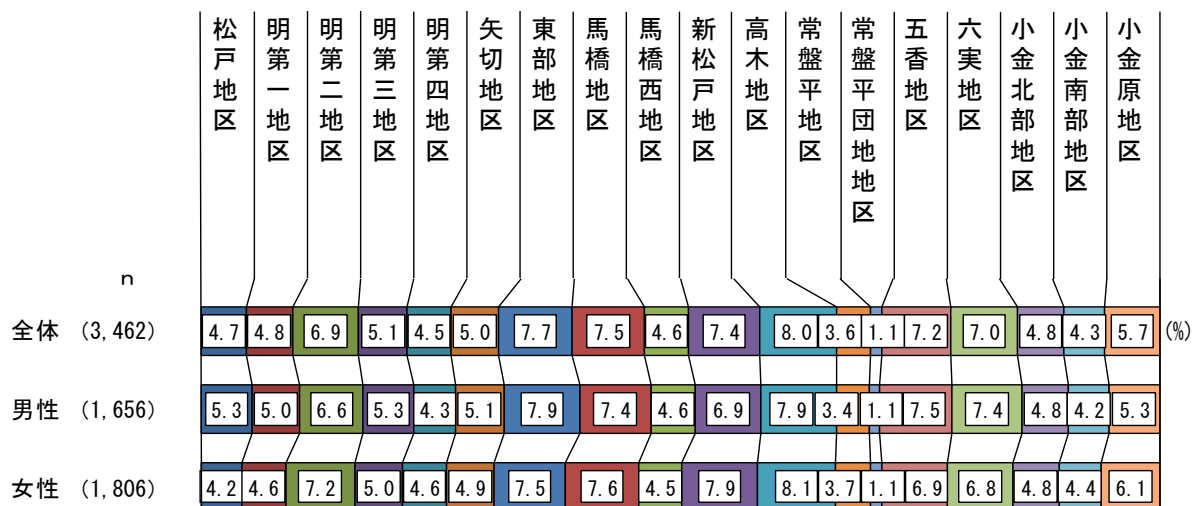 松戸地区
明第一地区
明第二地区
明第三地区
明第四地区
矢切地区
東部地区
馬橋地区
馬橋西地区
新松戸地区
高木地区
常盤平地区
常盤平団地地区
五香地区
六実地区
小金北部地区
小金南部地区
小金原地区
n
全体 (3,462) 4.7 4.8 6.9 5.1 4.5 5.0 7.7 7.5 4.6 7.4 8.0 3.6 1.1 7.2 7.0 4.8 4.3 5.7 (%)
男性 (1,656) 5.3 5.0 6.6 5.3 4.3 5.1 7.9 7.4 4.6 6.9 7.9 3.4 1.1 7.5 7.4 4.8 4.2 5.3
女性 (1,806) 4.2 4.6 7.2 5.0 4.6 4.9 7.5 7.6 4.5 7.9 8.1 3.7 1.1 6.9 6.8 4.8 4.4 6.1